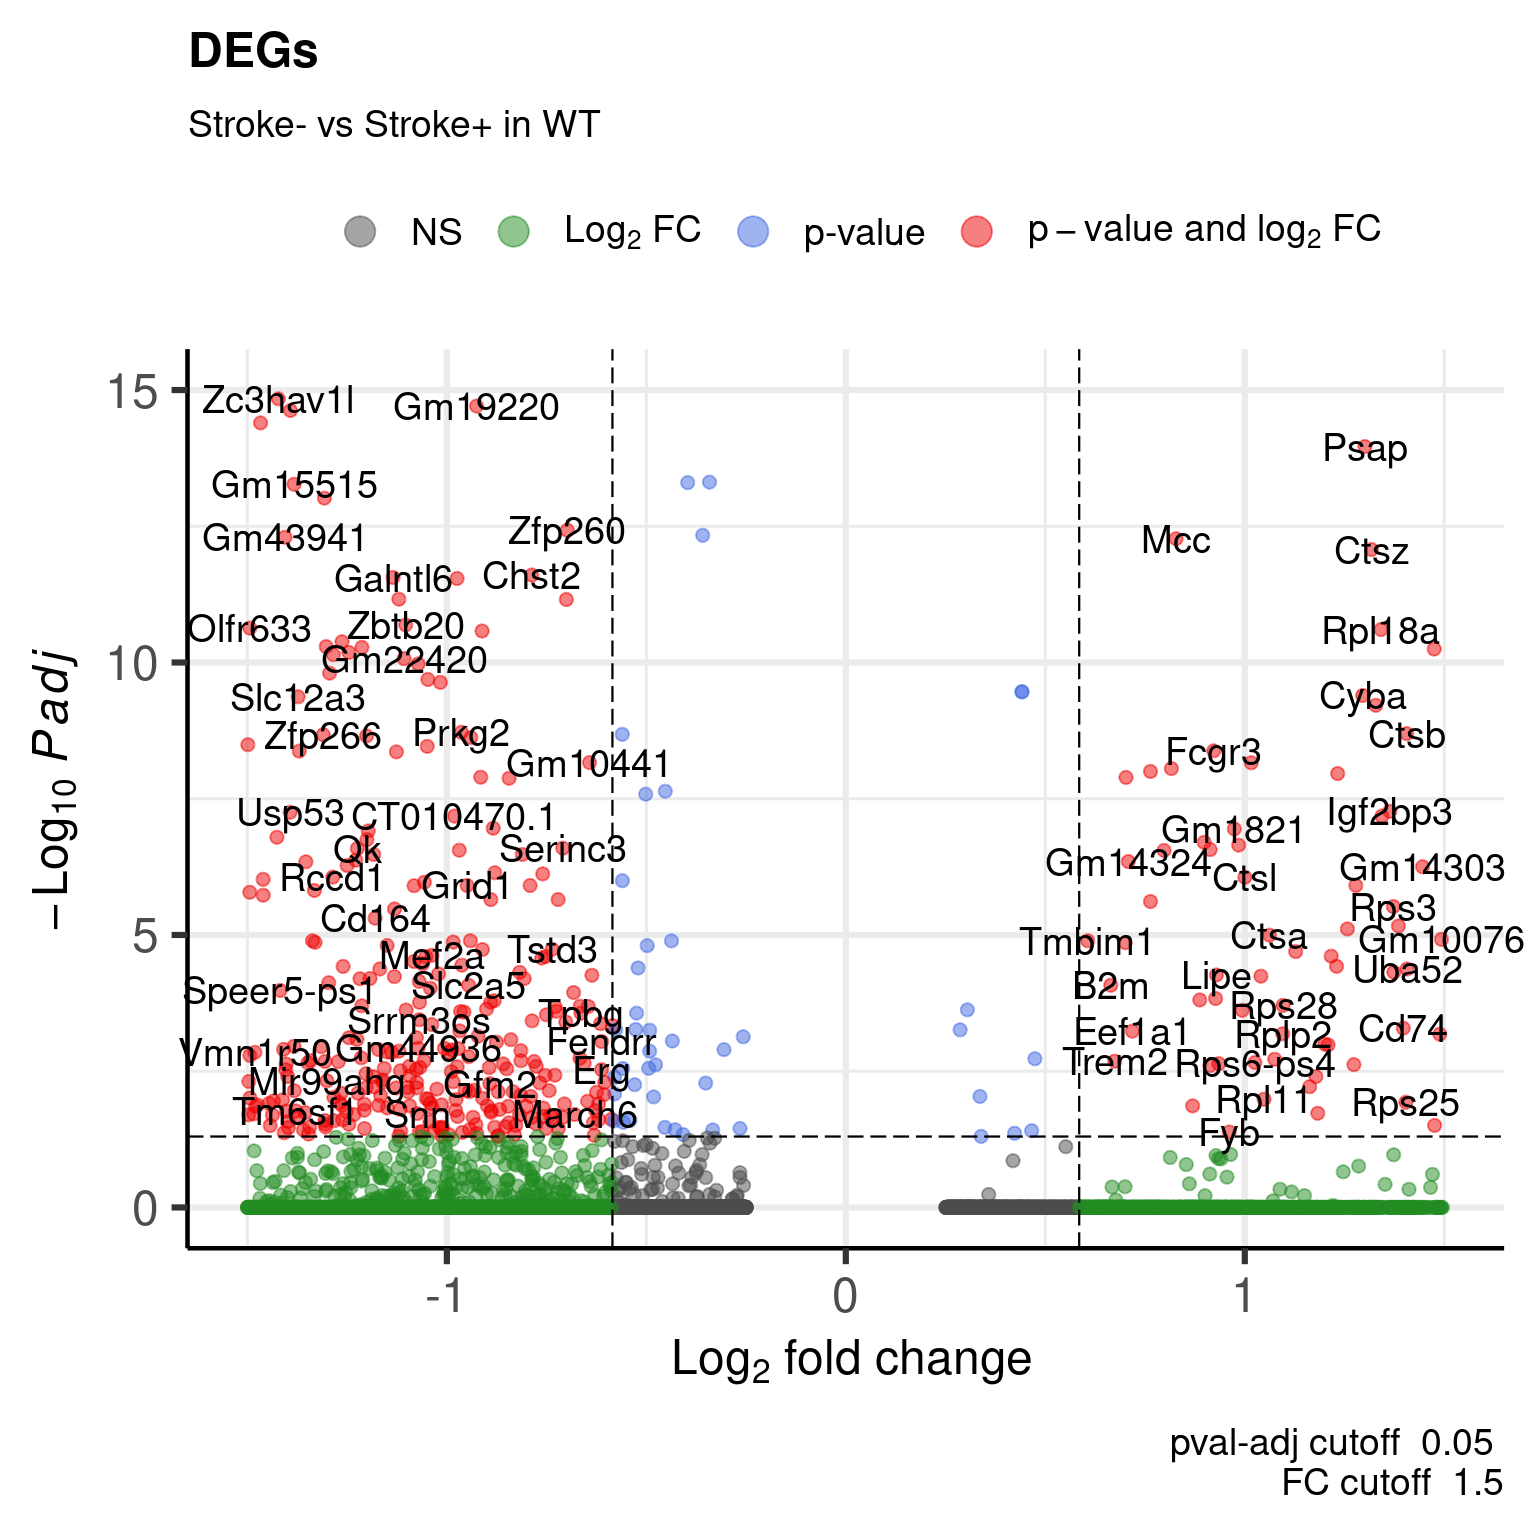 DEGs
Stroke- vs Stroke+ in WT
NS Log₂ FC p-value p – value and log₂ FC
15
Zc3hav1l Gm19220
Psap
Gm15515
Zfp260
Gm43941 Mcc
Ctsz
Galntl6 Chst2
Olfr633 Zbtb20 Rpl18a
10
Gm22420
Slc12a3 Cyba
Zfp266 Prkg2 Ctsb
Fcgr3
Gm10441
Usp53 CT010470.1 Igf2bp3
Gm1821
Qk Serinc3
Gm14324 Gm14303
Rccd1 Grid1 Ctsl
Cd164 Rps3
5
Mef2a Tstd3 Tmbim1 Ctsa Gm10076
Speer5-ps1 Slc2a5 B2m Lipe Uba52
Srrm3os Tpbg Rps28
Eef1a1 Rplp2 Cd74
Vmn1r50 Gm44936 Fendrr
Trem2 Rps6-ps4
Mir99ahg Gfm2 Erg
Tm6sf1 Snn March6 Rpl11 Rps25
Fyb
0
-1 0 1
–Log₁₀ Padj
Log₂ fold change
pval-adj cutoff 0.05
FC cutoff 1.5